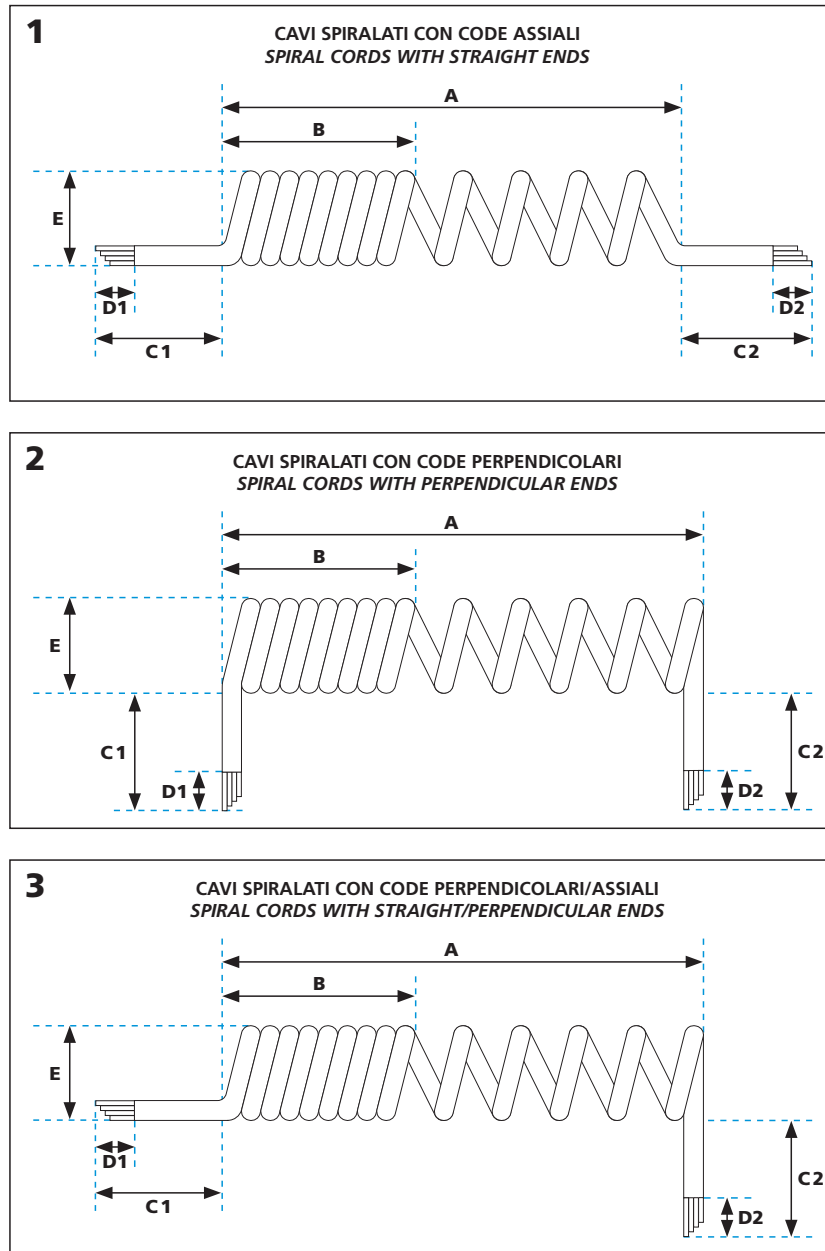 1
CAVI SPIRALATI CON CODE ASSIALI
SPIRAL CORDS WITH STRAIGHT ENDS
A
B
E
D1
D2
C1
C2
2
CAVI SPIRALATI CON CODE PERPENDICOLARI
SPIRAL CORDS WITH PERPENDICULAR ENDS
A
B
E
C1
C2
D1
D2
3
CAVI SPIRALATI CON CODE PERPENDICOLARI/ASSIALI
SPIRAL CORDS WITH STRAIGHT/PERPENDICULAR ENDS
A
B
E
D1
C2
C1
D2